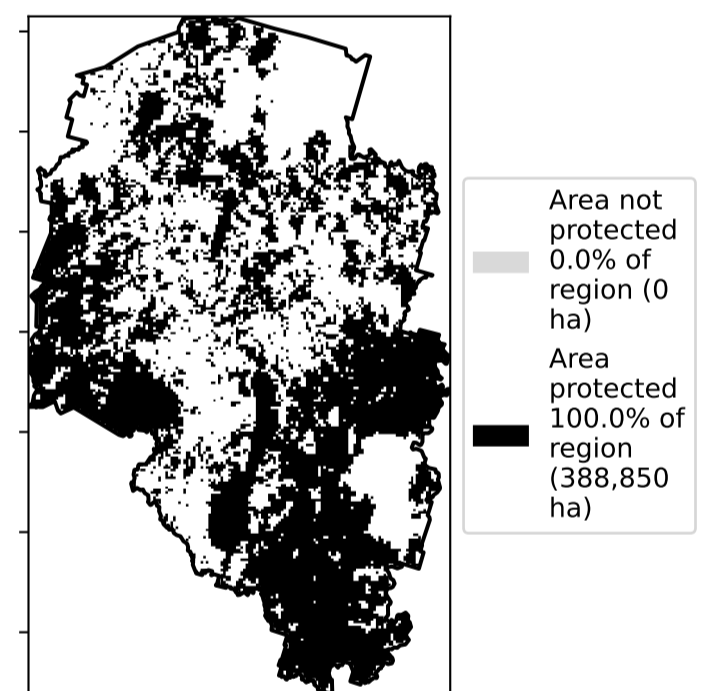 Area not
protected
0.0% of
region (0
ha)
Area
protected
100.0% of
region
(388,850
ha)